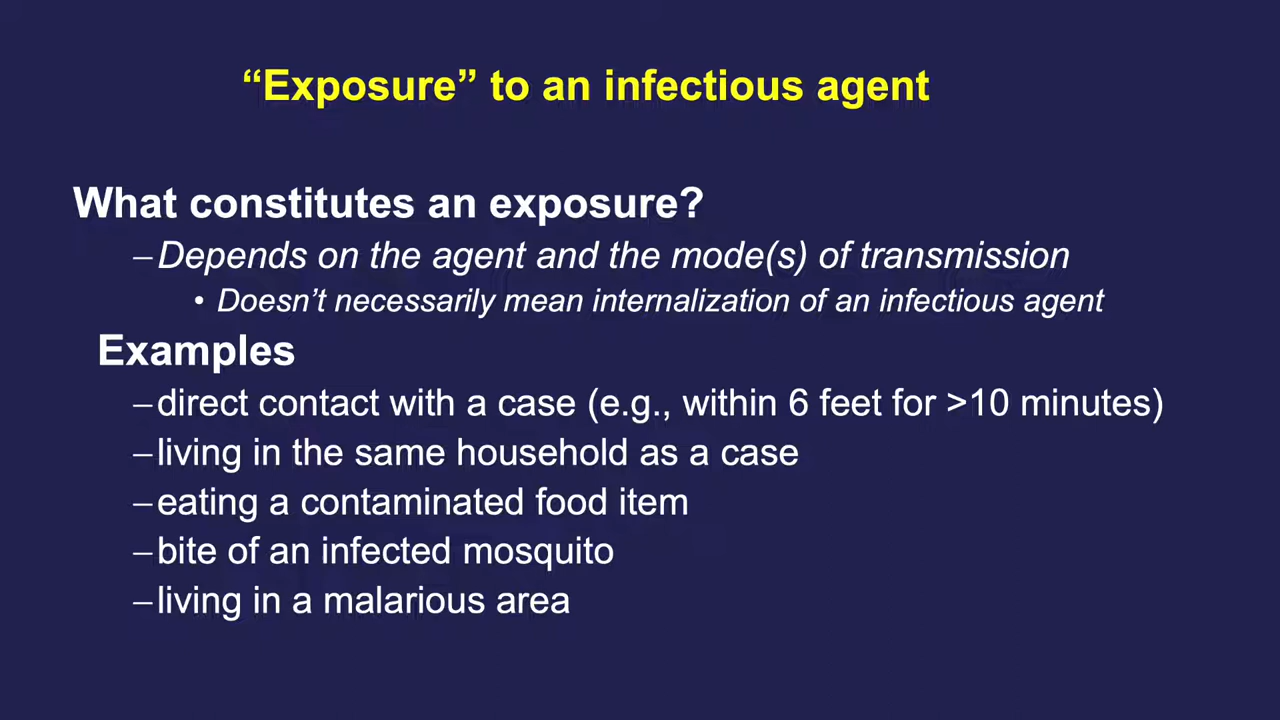 “Exposure” to an infectious agent
What constitutes an exposure?
–Depends on the agent and the mode(s) of transmission
• Doesn’t necessarily mean internalization of an infectious agent
Examples
–direct contact with a case (e.g., within 6 feet for >10 minutes)
–living in the same household as a case
–eating a contaminated food item
–bite of an infected mosquito
–living in a malarious area